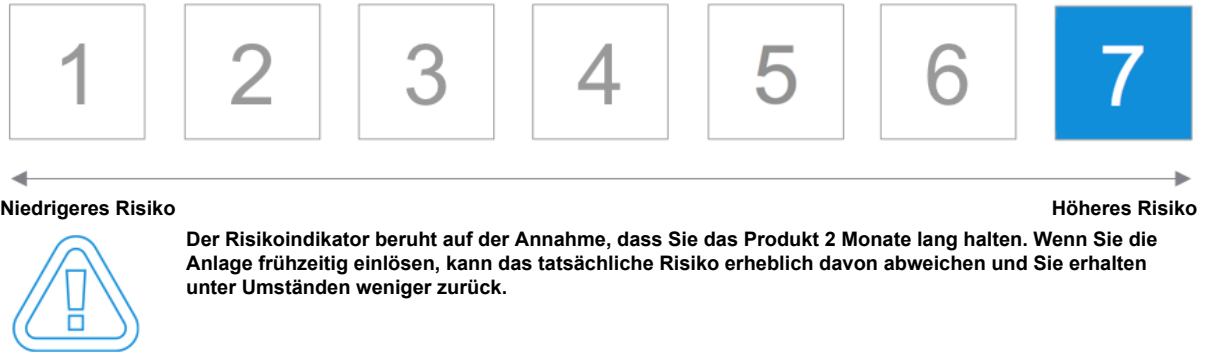 1 2 3 4 5 6 7
Niedrigeres Risiko Höheres Risiko
Der Risikoindikator beruht auf der Annahme, dass Sie das Produkt 2 Monate lang halten. Wenn Sie die
Anlage frühzeitig einlösen, kann das tatsächliche Risiko erheblich davon abweichen und Sie erhalten
unter Umständen weniger zurück.